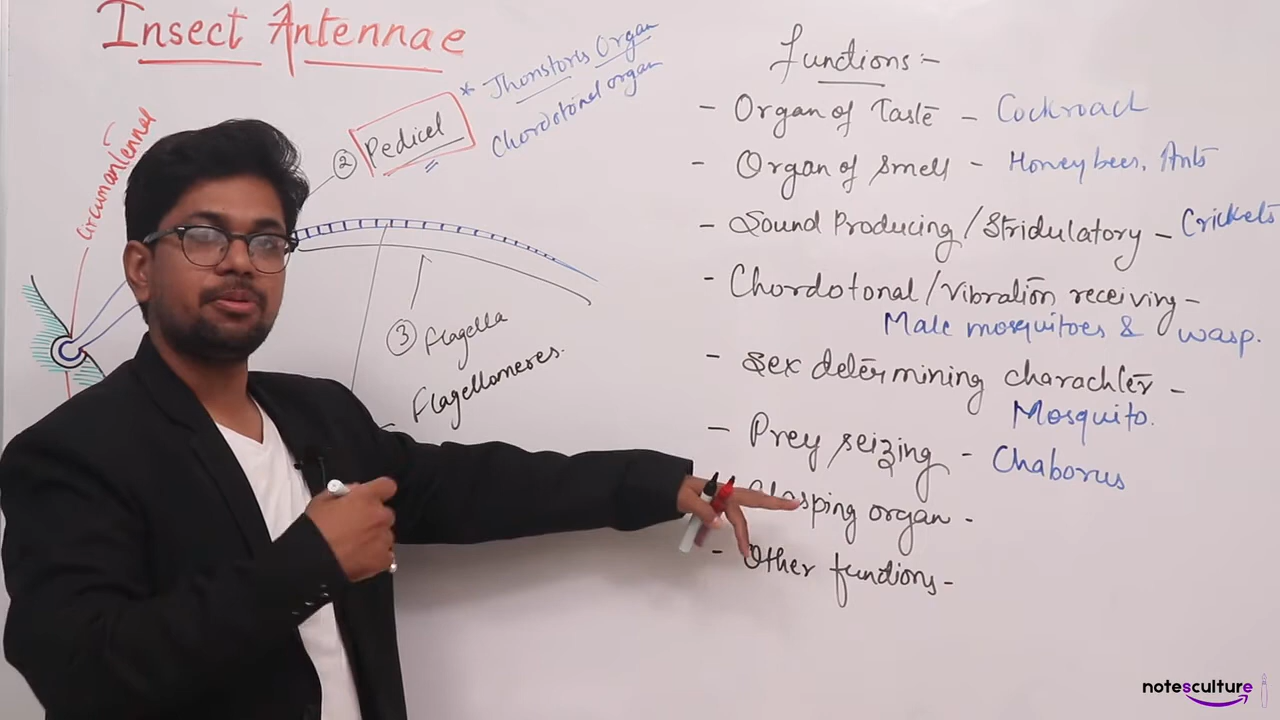 Insect Antennae
* Jhonstoris Organ
Chordotonal organ
② Pedicel
Circumantennal
③ flagella
flagellomeres.
functions:-
- Organ of Taste - Cockroach
- Organ of smell - Honeybees, Ants
- Sound Producing / Stridulatory - Crickets
- Chordotonal / Vibration receiving -
Male mosquitoes & wasp.
- Sex determining charachter -
Mosquito.
- Prey seizing - Chaborus
Clasping organ -
- Other functions -
notesculture